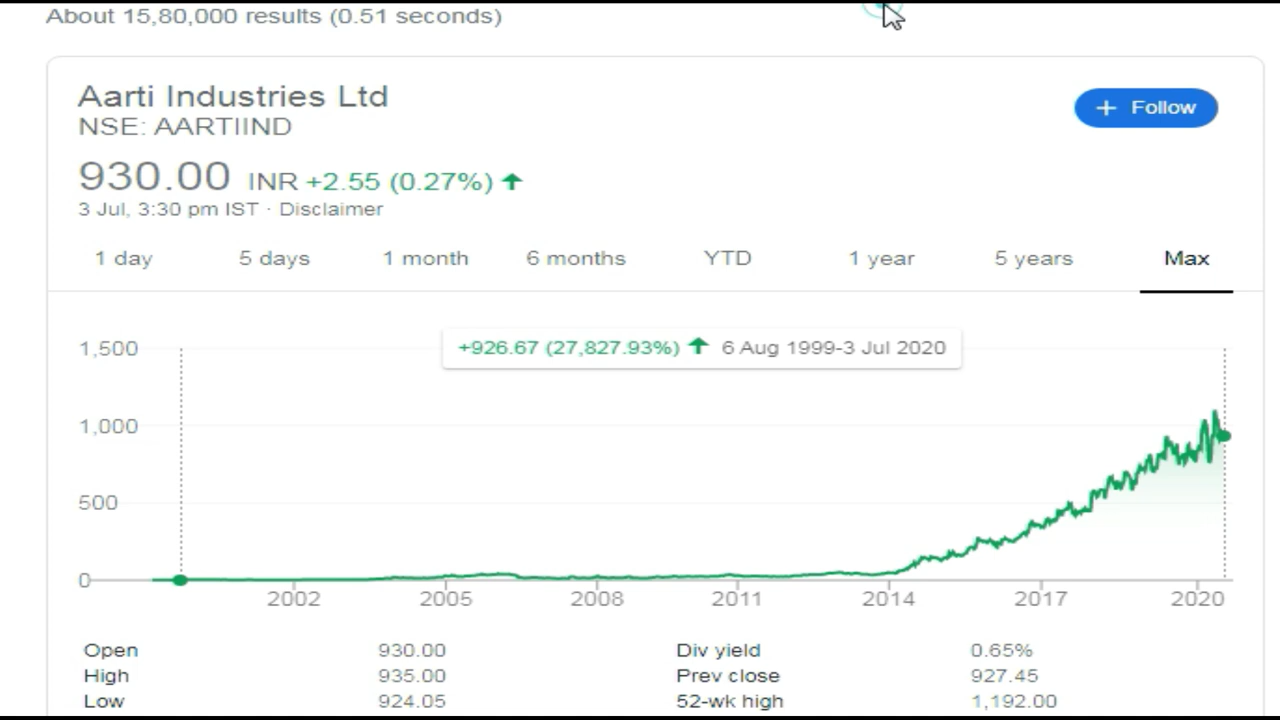 About 15,80,000 results (0.51 seconds)
Aarti Industries Ltd
NSE: AARTIIND
+ Follow
930.00 INR +2.55 (0.27%)
3 Jul, 3:30 pm IST · Disclaimer
1 day 5 days 1 month 6 months YTD 1 year 5 years Max
+926.67 (27,827.93%) 6 Aug 1999-3 Jul 2020
1,500
1,000
500
0
2002 2005 2008 2011 2014 2017 2020
Open 930.00 Div yield 0.65%
High 935.00 Prev close 927.45
Low 924.05 52-wk high 1,192.00